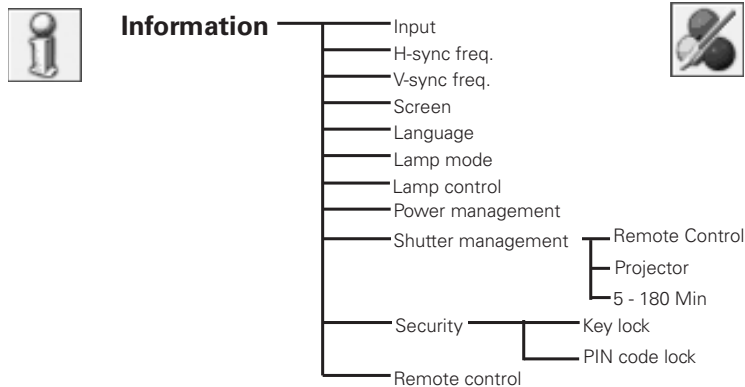 Information
Input
H-sync freq.
V-sync freq.
Screen
Language
Lamp mode
Lamp control
Power management
Shutter management
Remote Control
Projector
5 - 180 Min
Security
Key lock
PIN code lock
Remote control